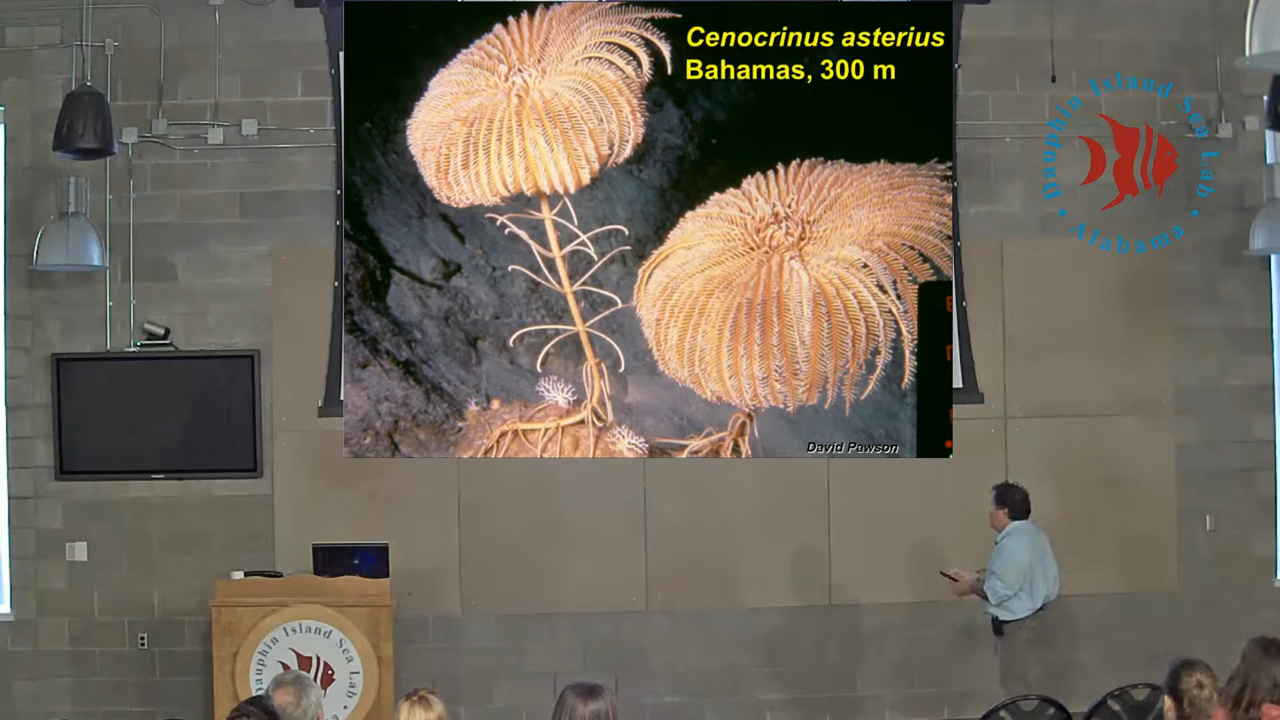 Cenocrinus asterius
Bahamas, 300 m
Dauphin Island Sea Lab
• Alabama •
David Pawson
Dauphin Island Sea Lab